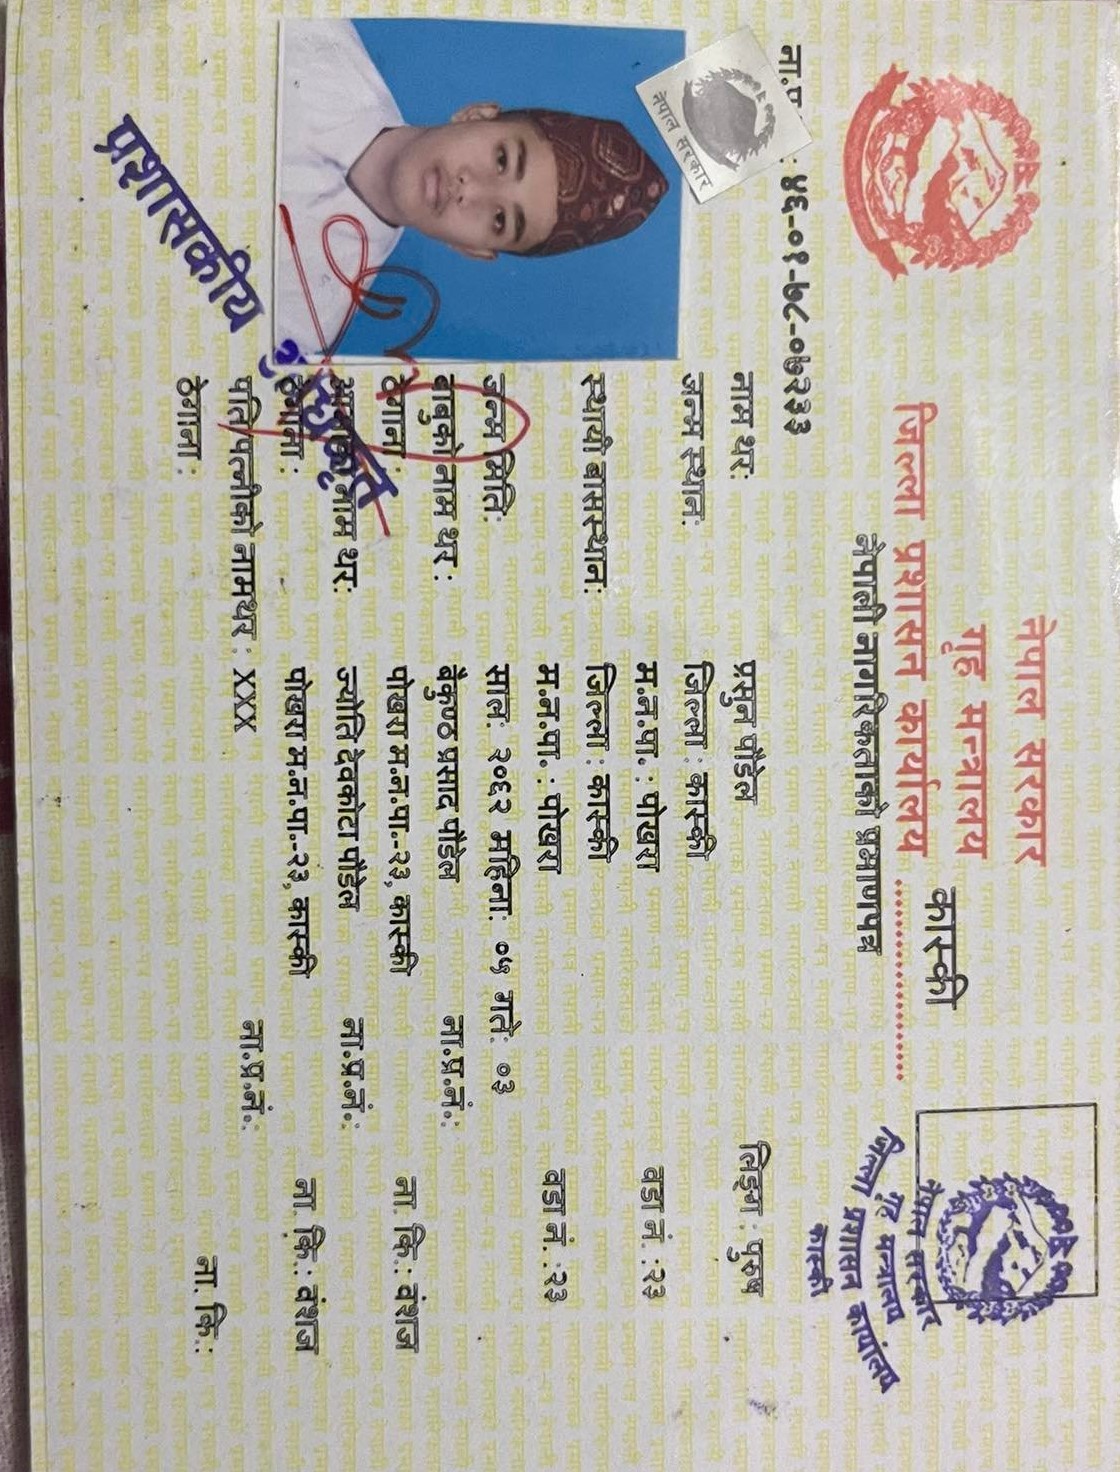 नेपाल सरकार
गृह मन्त्रालय
जिल्ला प्रशासन कार्यालय कास्की
नेपाली नागरिकताको प्रमाणपत्र
नेपाल सरकार
गृह मन्त्रालय
जिल्ला प्रशासन कार्यालय
कास्की
ना.प्र : ४६-०१-७८-०७२३३
नेपाल सरकार
नाम थर: प्रसुन पौडेल लिङ्ग : पुरुष
जन्म स्थान: जिल्ला : कास्की
म.न.पा. : पोखरा वडा नं. : २३
स्थायी बासस्थान: जिल्ला : कास्की
म.न.पा. : पोखरा वडा नं. : २३
जन्म मिति: साल: २०६२ महिना: ०५ गते: ०३
बाबुको नाम थर : बैकुण्ठ प्रसाद पौडेल ना.प्र.नं.:
ठेगाना : पोखरा म.न.पा.-२३, कास्की ना. कि.: वंशज
आमाको नाम थर: ज्योति देवकोटा पौडेल ना.प्र.नं.:
ठेगाना : पोखरा म.न.पा.-२३, कास्की ना. कि.: वंशज
पति/पत्नीको नामथर : XXX ना.प्र.नं.:
ठेगाना : ना. कि.:
प्रशासकीय